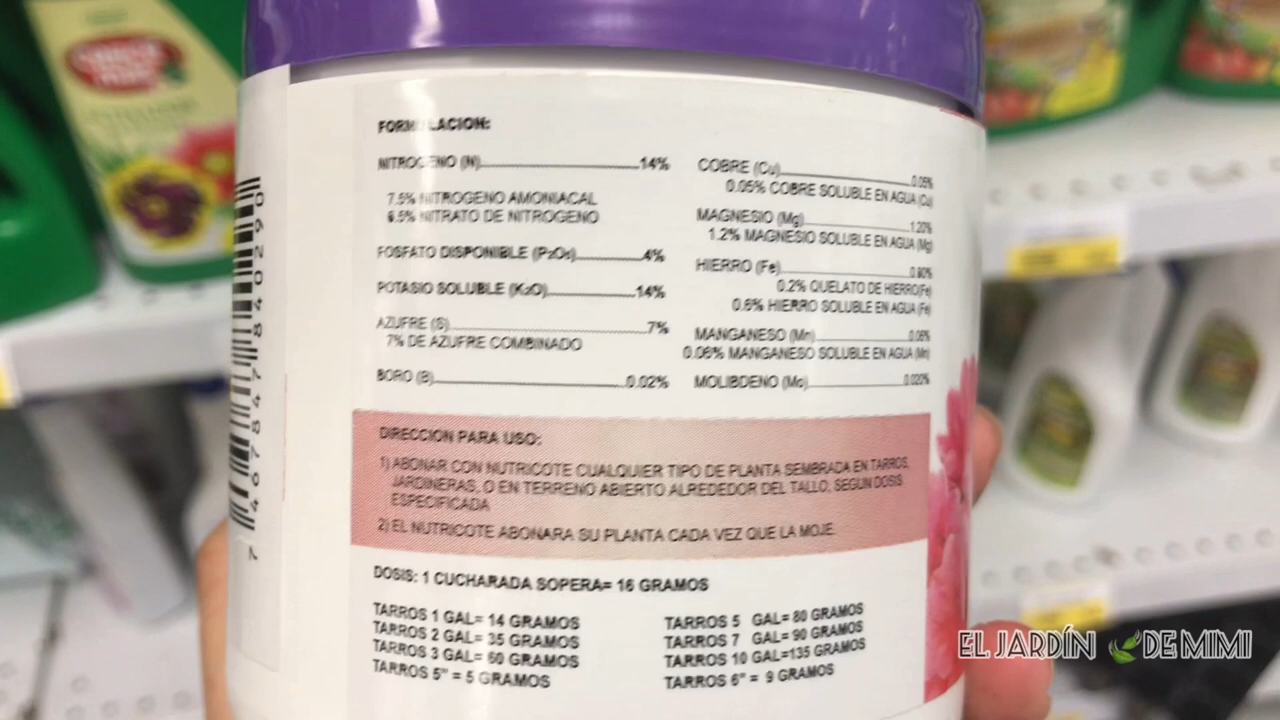 FORMULACION:
NITROGENO (N)........14%
7.5% NITROGENO AMONIACAL
6.5% NITRATO DE NITROGENO
FOSFATO DISPONIBLE (P2O5)........4%
POTASIO SOLUBLE (K2O)........14%
AZUFRE (S)........7%
7% DE AZUFRE COMBINADO
BORO (B)........0.02%
COBRE (Cu)........0.05%
0.05% COBRE SOLUBLE EN AGUA (Cu)
MAGNESIO (Mg)........1.20%
1.2% MAGNESIO SOLUBLE EN AGUA (Mg)
HIERRO (Fe)........0.80%
0.2% QUELATO DE HIERRO(Fe)
0.6% HIERRO SOLUBLE EN AGUA (Fe)
MANGANESO (Mn)........0.06%
0.06% MANGANESO SOLUBLE EN AGUA (Mn)
MOLIBDENO (Mo)........0.020%
DIRECCION PARA USO:
1) ABONAR CON NUTRICOTE CUALQUIER TIPO DE PLANTA SEMBRADA EN TARROS,
JARDINERAS, O EN TERRENO ABIERTO ALREDEDOR DEL TALLO, SEGUN DOSIS
ESPECIFICADA
2) EL NUTRICOTE ABONARA SU PLANTA CADA VEZ QUE LA MOJE.
DOSIS: 1 CUCHARADA SOPERA= 16 GRAMOS
TARROS 1 GAL= 14 GRAMOS
TARROS 2 GAL= 35 GRAMOS
TARROS 3 GAL= 60 GRAMOS
TARROS 5" = 5 GRAMOS
TARROS 5 GAL= 80 GRAMOS
TARROS 7 GAL= 90 GRAMOS
TARROS 10 GAL=135 GRAMOS
TARROS 6" = 9 GRAMOS
7 46784 78402 90
EL JARDÍN DE MIMI